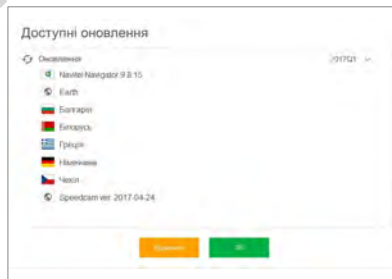 Доступні оновлення
Оновлення 2017Q1
Navitel Navigator 9.8.15
Earth
Болгарія
Білорусь
Греція
Німеччина
Чехія
Speedcam ver. 2017-04-24